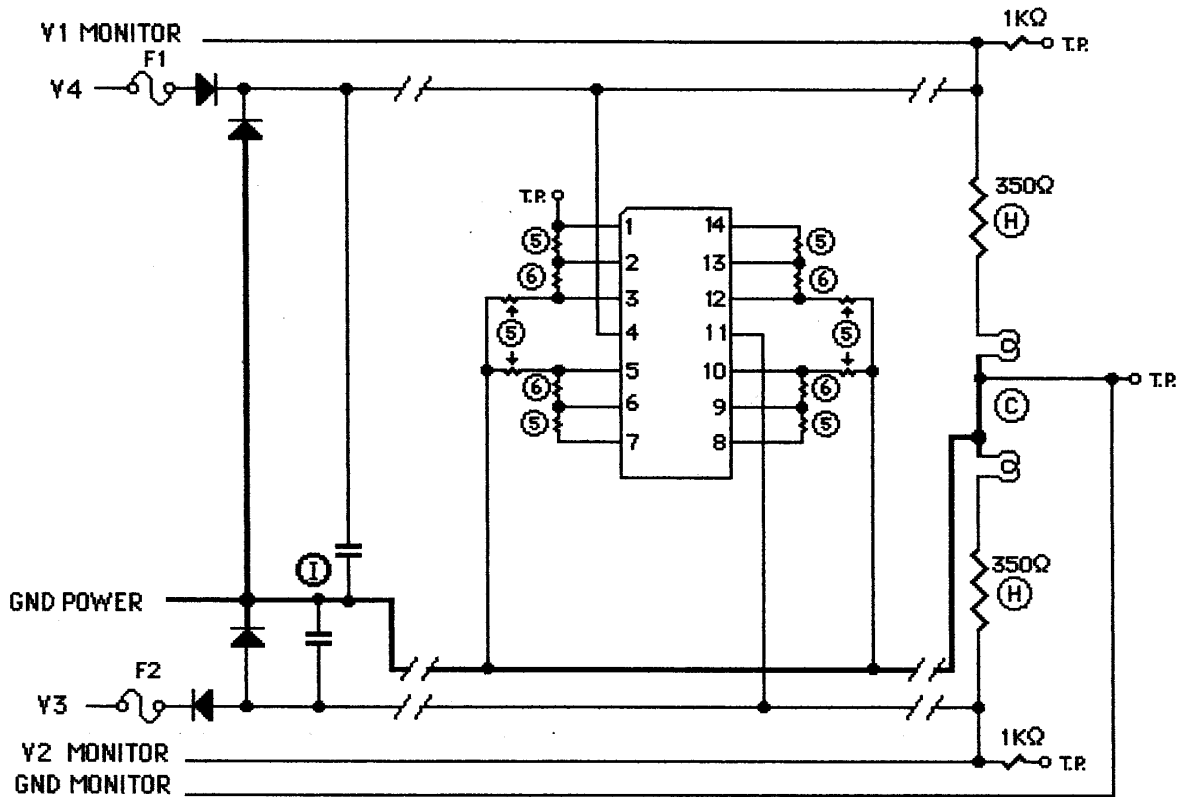 V1 MONITOR
1KΩ
T.P.
F1
V4
350Ω
H
T.P.
1 14
5 5
2 13
6 6
3 12
5 4 11 5
5 10
6 6
6 9
5 5
7 8
T.P.
C
I
350Ω
H
GND POWER
F2
V3
1KΩ
V2 MONITOR
T.P.
GND MONITOR